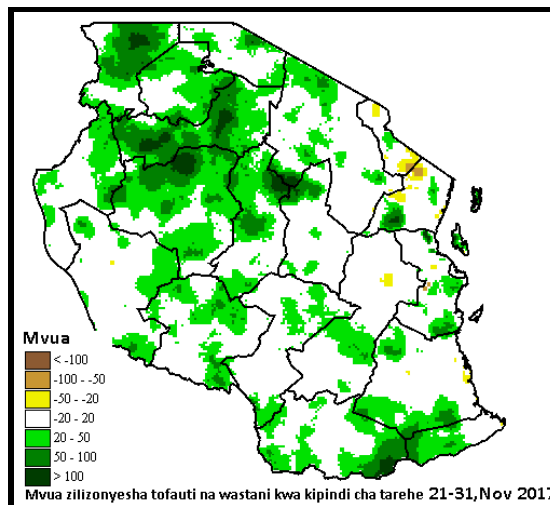 Mvua
< -100
-100 - -50
-50 - -20
-20 - 20
20 - 50
50 - 100
> 100
Mvua zilizonyesha tofauti na wastani kwa kipindi cha tarehe 21-31,Nov 2017